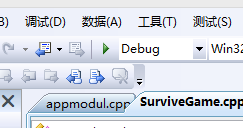 调试(D) 数据(A) 工具(T) 测试(S)
Debug Win32
appmodul.cpp SurviveGame.cpp